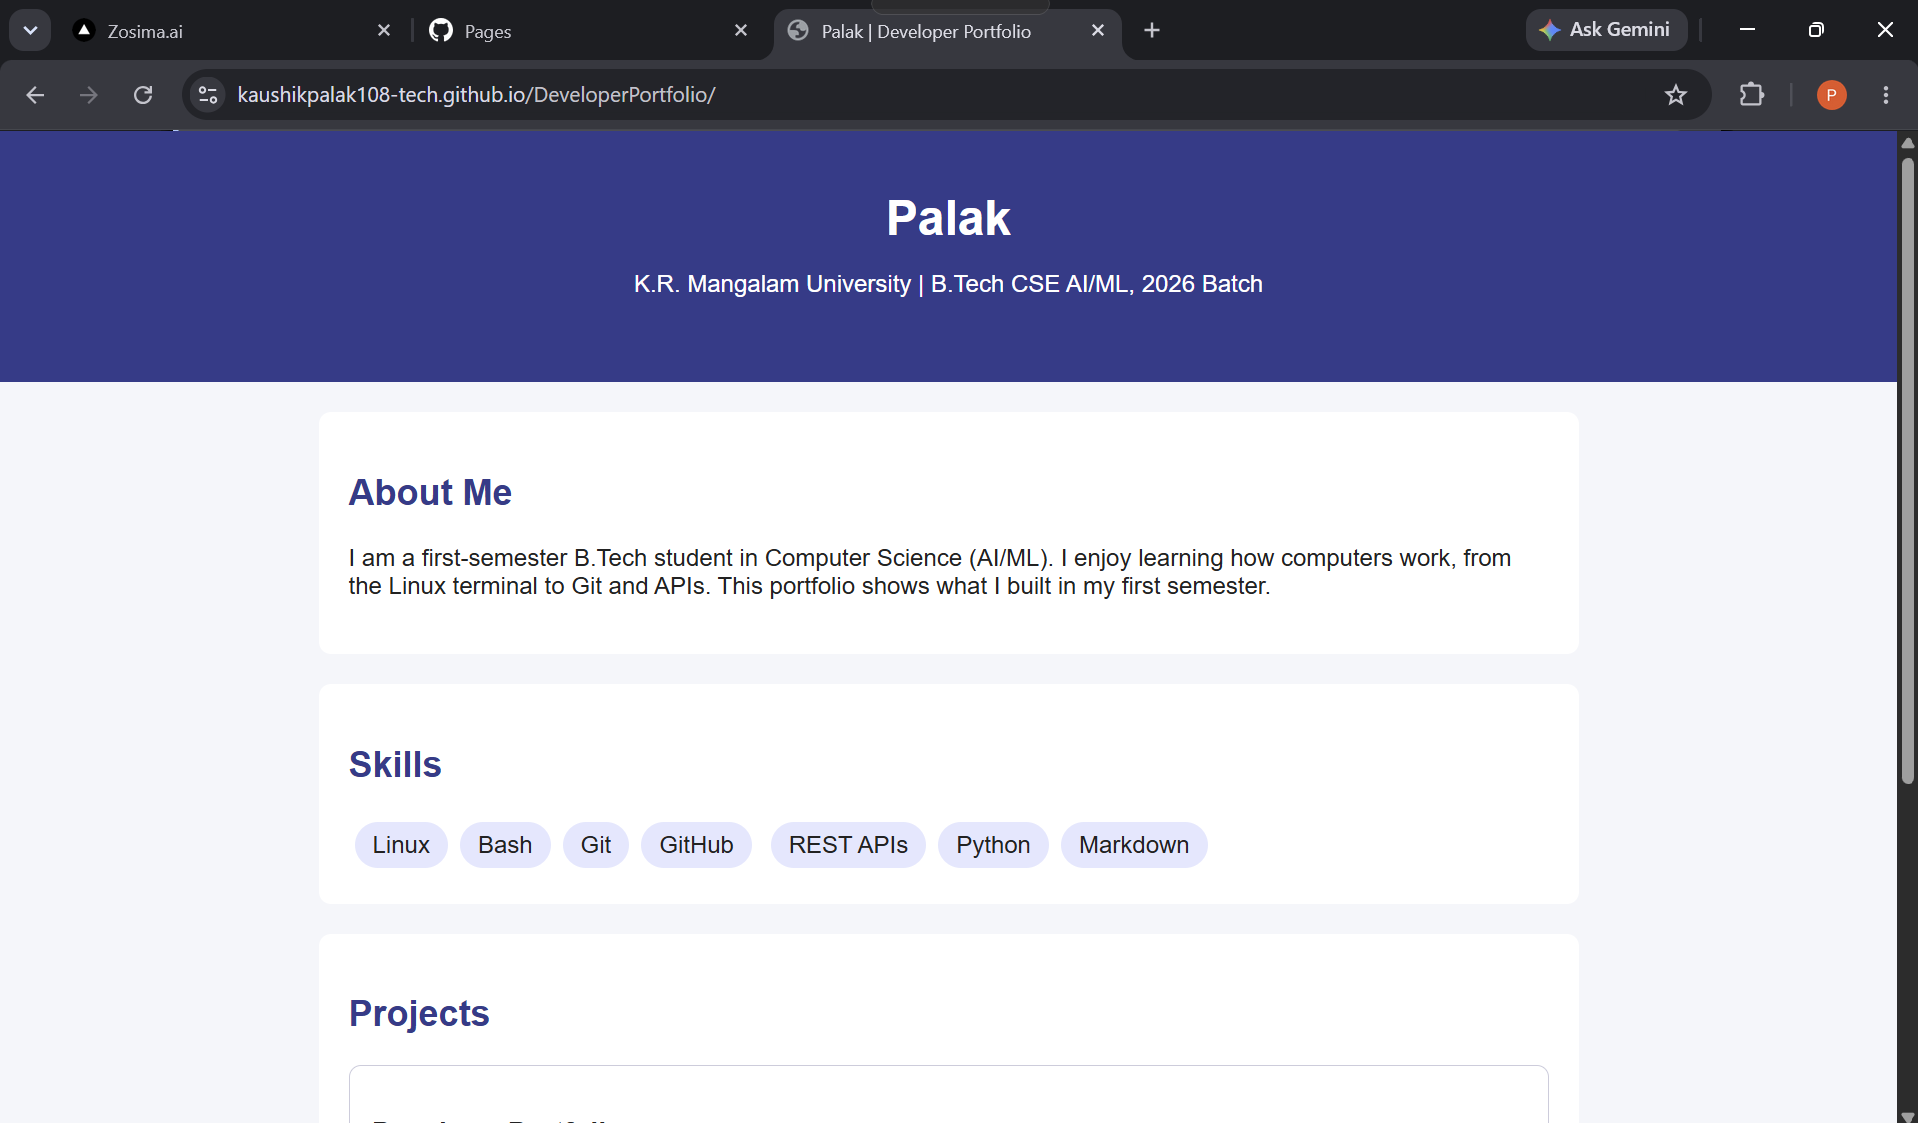 Zosima.ai
Pages
Palak | Developer Portfolio
Ask Gemini
kaushikpalak108-tech.github.io/DeveloperPortfolio/
P
Palak
K.R. Mangalam University | B.Tech CSE AI/ML, 2026 Batch
About Me
I am a first-semester B.Tech student in Computer Science (AI/ML). I enjoy learning how computers work, from
the Linux terminal to Git and APIs. This portfolio shows what I built in my first semester.
Skills
Linux Bash Git GitHub REST APIs Python Markdown
Projects